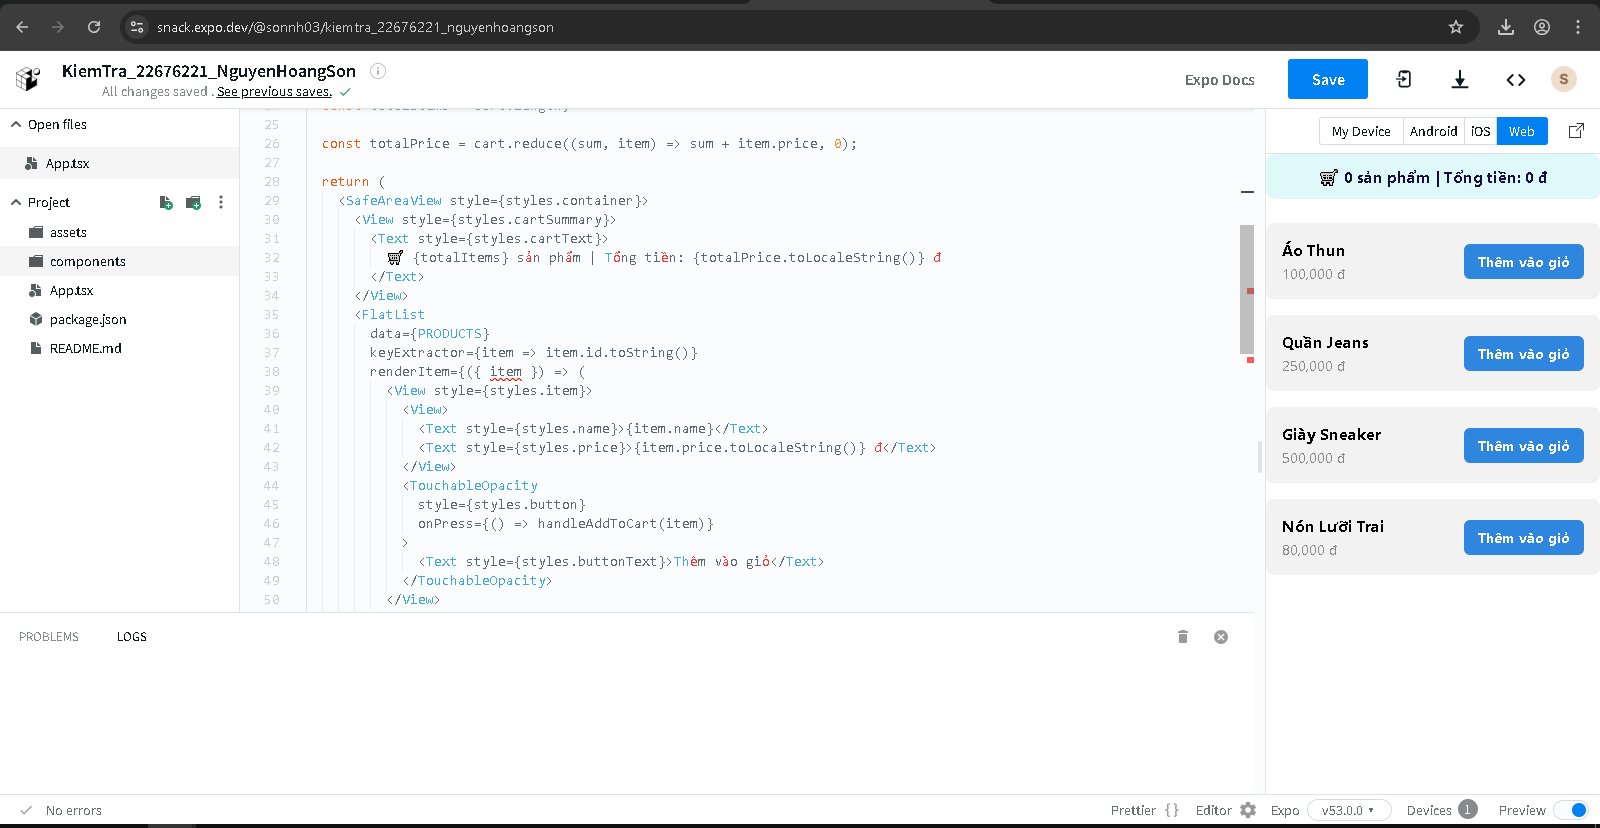 snack.expo.dev/@sonnh03/kiemtra_22676221_nguyenhoangson
KiemTra_22676221_NguyenHoangSon
All changes saved. See previous saves.
Expo Docs
Save
S
Open files
App.tsx
Project
assets
components
App.tsx
package.json
README.md
25
26 const totalPrice = cart.reduce((sum, item) => sum + item.price, 0);
27
28 return (
29 <SafeAreaView style={styles.container}>
30 <View style={styles.cartSummary}>
31 <Text style={styles.cartText}>
32 🛒 {totalItems} sản phẩm | Tổng tiền: {totalPrice.toLocaleString()} đ
33 </Text>
34 </View>
35 <FlatList
36 data={PRODUCTS}
37 keyExtractor={item => item.id.toString()}
38 renderItem={({ item }) => (
39 <View style={styles.item}>
40 <View>
41 <Text style={styles.name}>{item.name}</Text>
42 <Text style={styles.price}>{item.price.toLocaleString()} đ</Text>
43 </View>
44 <TouchableOpacity
45 style={styles.button}
46 onPress={() => handleAddToCart(item)}
47 >
48 <Text style={styles.buttonText}>Thêm vào giỏ</Text>
49 </TouchableOpacity>
50 </View>
My Device
Android
iOS
Web
🛒 0 sản phẩm | Tổng tiền: 0 đ
Áo Thun
100,000 đ
Thêm vào giỏ
Quần Jeans
250,000 đ
Thêm vào giỏ
Giày Sneaker
500,000 đ
Thêm vào giỏ
Nón Lưỡi Trai
80,000 đ
Thêm vào giỏ
PROBLEMS
LOGS
No errors
Prettier { }
Editor
Expo
v53.0.0
Devices 1
Preview